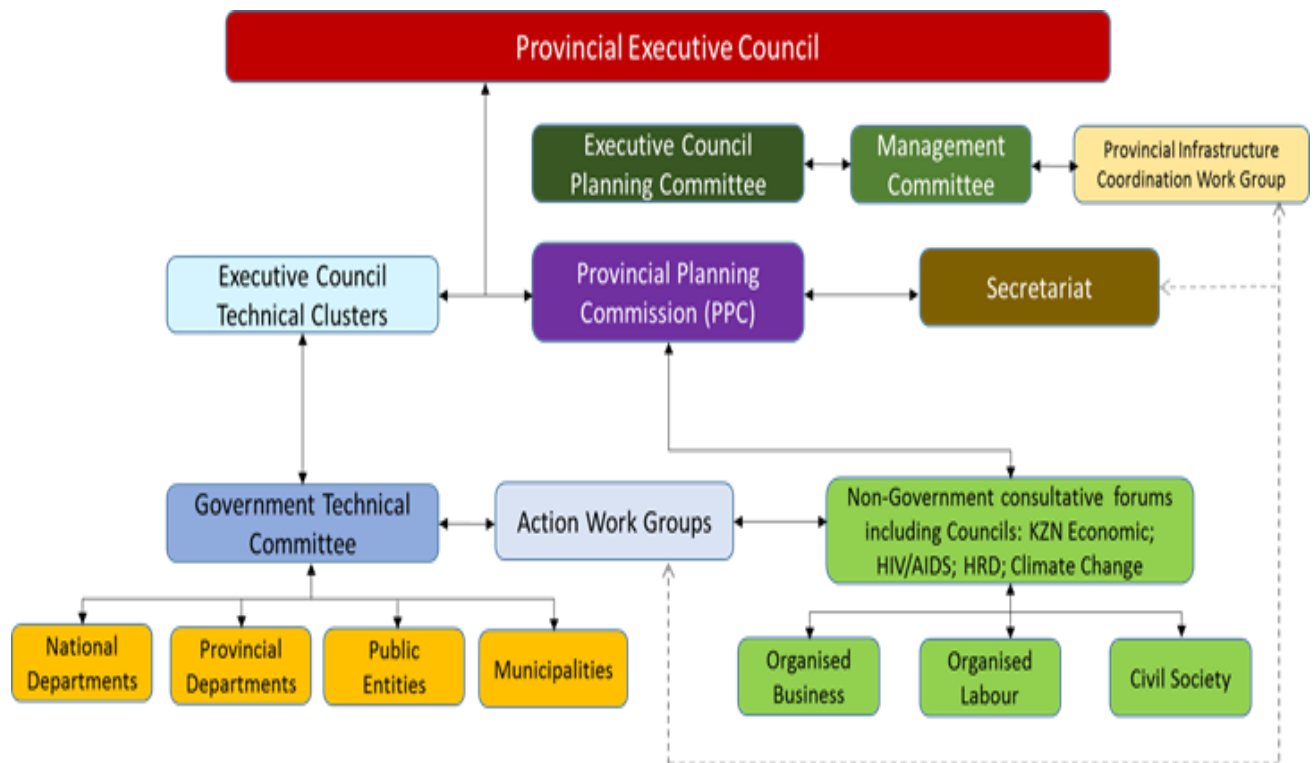 Provincial Executive Council
Executive Council
Planning Committee
Management
Committee
Provincial Infrastructure
Coordination Work Group
Executive Council
Technical Clusters
Provincial Planning
Commission (PPC)
Secretariat
Government Technical
Committee
Action Work Groups
Non-Government consultative forums
including Councils: KZN Economic;
HIV/AIDS; HRD; Climate Change
National
Departments
Provincial
Departments
Public
Entities
Municipalities
Organised
Business
Organised
Labour
Civil Society